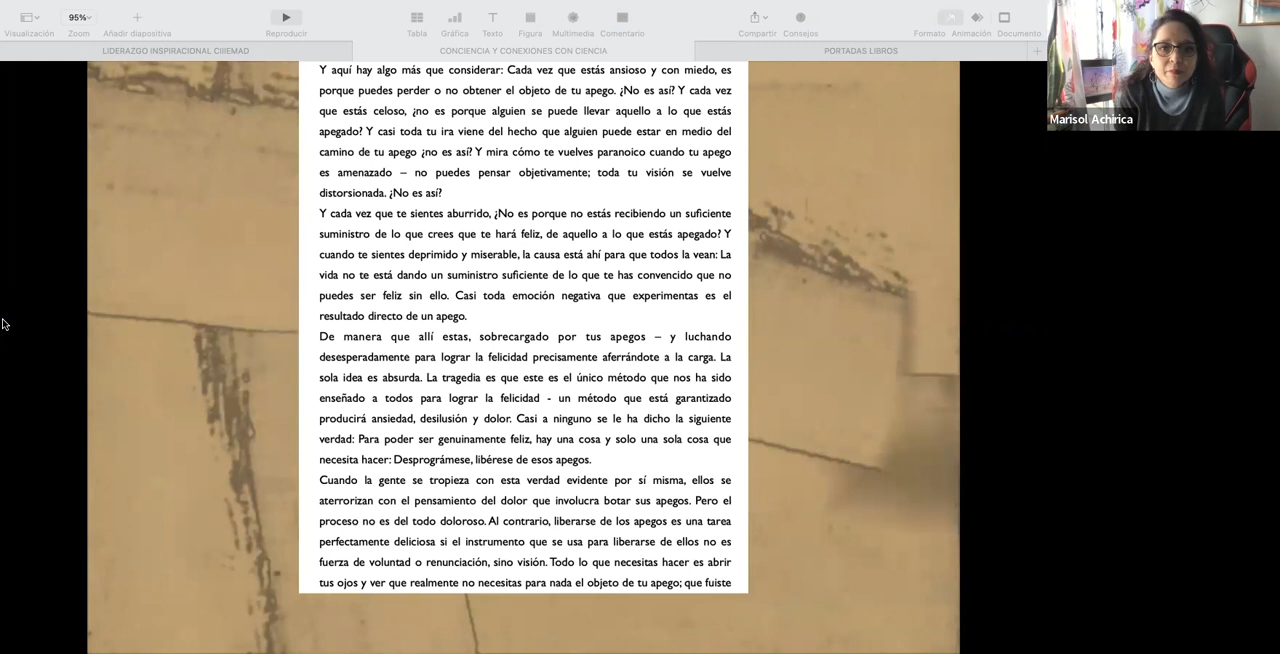 95%
Visualización Zoom Añadir diapositiva Reproducir Tabla Gráfica Texto Figura Multimedia Comentario Compartir Consejos Formato Animación Documento
LIDERAZGO INSPIRACIONAL CIIIEMAD CONCIENCIA Y CONEXIONES CON CIENCIA PORTADAS LIBROS
Marisol Achirica
Y aquí hay algo más que considerar: Cada vez que estás ansioso y con miedo, es
porque puedes perder o no obtener el objeto de tu apego. ¿No es así? Y cada vez
que estás celoso, ¿no es porque alguien se puede llevar aquello a lo que estás
apegado? Y casi toda tu ira viene del hecho que alguien puede estar en medio del
camino de tu apego ¿no es así? Y mira cómo te vuelves paranoico cuando tu apego
es amenazado – no puedes pensar objetivamente; toda tu visión se vuelve
distorsionada. ¿No es así?
Y cada vez que te sientes aburrido, ¿No es porque no estás recibiendo un suficiente
suministro de lo que crees que te hará feliz, de aquello a lo que estás apegado? Y
cuando te sientes deprimido y miserable, la causa está ahí para que todos la vean: La
vida no te está dando un suministro suficiente de lo que te has convencido que no
puedes ser feliz sin ello. Casi toda emoción negativa que experimentas es el
resultado directo de un apego.
De manera que allí estas, sobrecargado por tus apegos – y luchando
desesperadamente para lograr la felicidad precisamente aferrándote a la carga. La
sola idea es absurda. La tragedia es que este es el único método que nos ha sido
enseñado a todos para lograr la felicidad - un método que está garantizado
producirá ansiedad, desilusión y dolor. Casi a ninguno se le ha dicho la siguiente
verdad: Para poder ser genuinamente feliz, hay una cosa y solo una sola cosa que
necesita hacer: Desprográmese, libérese de esos apegos.
Cuando la gente se tropieza con esta verdad evidente por sí misma, ellos se
aterrorizan con el pensamiento del dolor que involucra botar sus apegos. Pero el
proceso no es del todo doloroso. Al contrario, liberarse de los apegos es una tarea
perfectamente deliciosa si el instrumento que se usa para liberarse de ellos no es
fuerza de voluntad o renunciación, sino visión. Todo lo que necesitas hacer es abrir
tus ojos y ver que realmente no necesitas para nada el objeto de tu apego; que fuiste